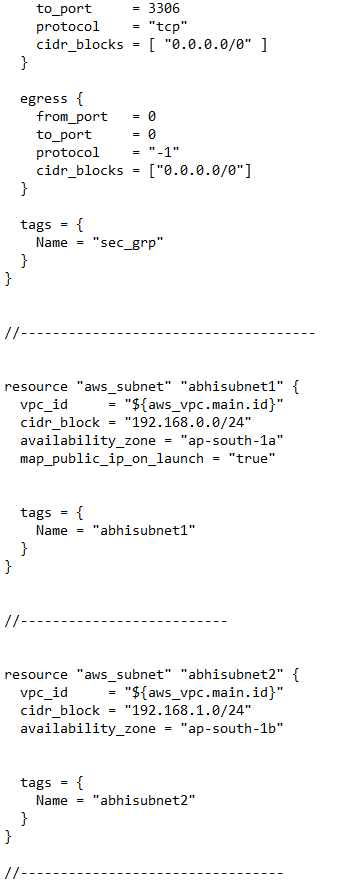 to_port     = 3306
    protocol    = "tcp"
    cidr_blocks = [ "0.0.0.0/0" ]
  }

  egress {
    from_port   = 0
    to_port     = 0
    protocol    = "-1"
    cidr_blocks = ["0.0.0.0/0"]
  }

  tags = {
    Name = "sec_grp"
  }
}


//-------------------------------------


resource "aws_subnet" "abhisubnet1" {
  vpc_id     = "${aws_vpc.main.id}"
  cidr_block = "192.168.0.0/24"
  availability_zone = "ap-south-1a"
  map_public_ip_on_launch = "true"


  tags = {
    Name = "abhisubnet1"
  }
}


//--------------------------


resource "aws_subnet" "abhisubnet2" {
  vpc_id     = "${aws_vpc.main.id}"
  cidr_block = "192.168.1.0/24"
  availability_zone = "ap-south-1b"


  tags = {
    Name = "abhisubnet2"
  }
}

//---------------------------------